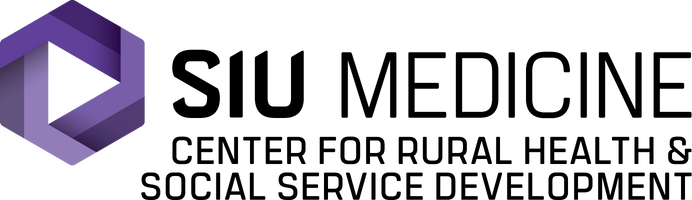 SIU MEDICINE
CENTER FOR RURAL HEALTH &
SOCIAL SERVICE DEVELOPMENT